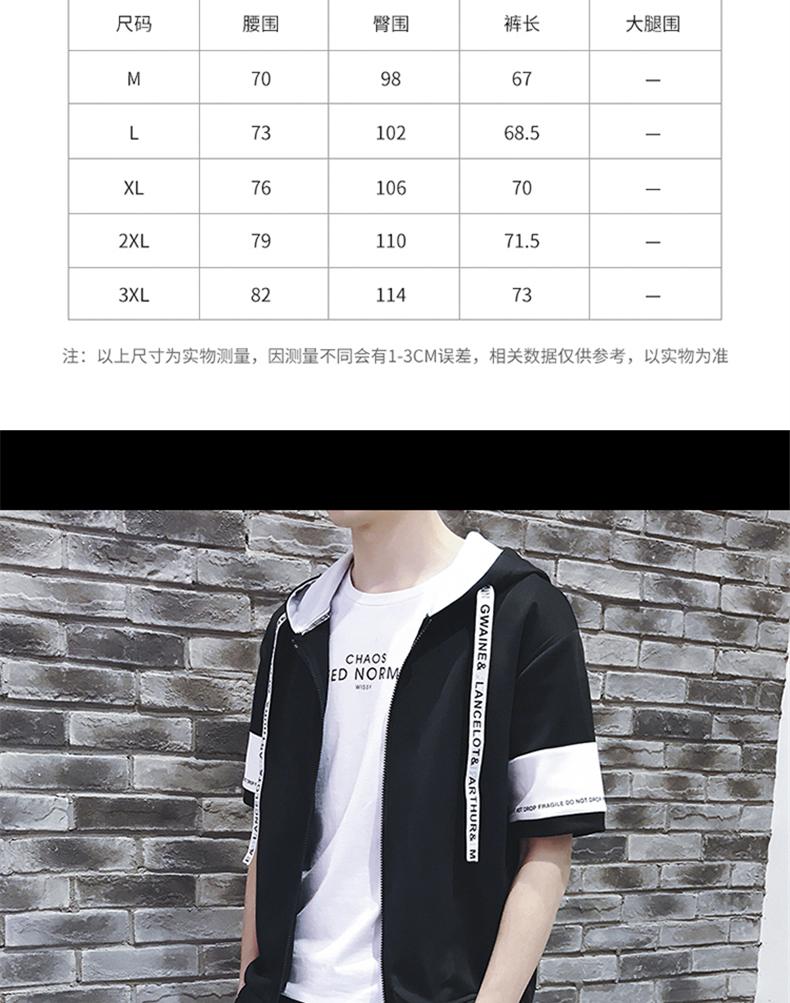 尺码 腰围 臀围 裤长 大腿围
M 70 98 67 —
L 73 102 68.5 —
XL 76 106 70 —
2XL 79 110 71.5 —
3XL 82 114 73 —
注：以上尺寸为实物测量，因测量不同会有1-3CM误差，相关数据仅供参考，以实物为准
CHAOS
ED NORM
WISSY
GWAINE& LANCELOT& ARTHUR& M
& LANCELOT&
NOT DROP FRAGILE DO NOT DROP